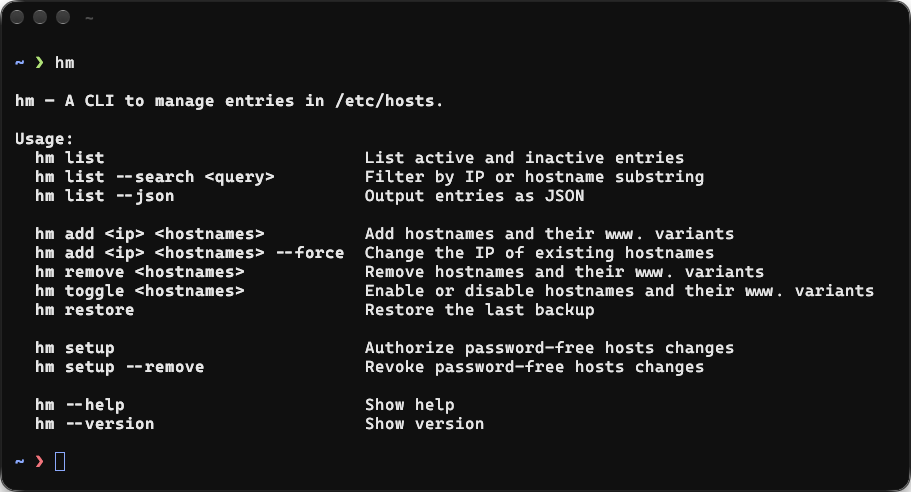 ~
~ ❯ hm
hm — A CLI to manage entries in /etc/hosts.
Usage:
hm list List active and inactive entries
hm list --search <query> Filter by IP or hostname substring
hm list --json Output entries as JSON
hm add <ip> <hostnames> Add hostnames and their www. variants
hm add <ip> <hostnames> --force Change the IP of existing hostnames
hm remove <hostnames> Remove hostnames and their www. variants
hm toggle <hostnames> Enable or disable hostnames and their www. variants
hm restore Restore the last backup
hm setup Authorize password-free hosts changes
hm setup --remove Revoke password-free hosts changes
hm --help Show help
hm --version Show version
~ ❯